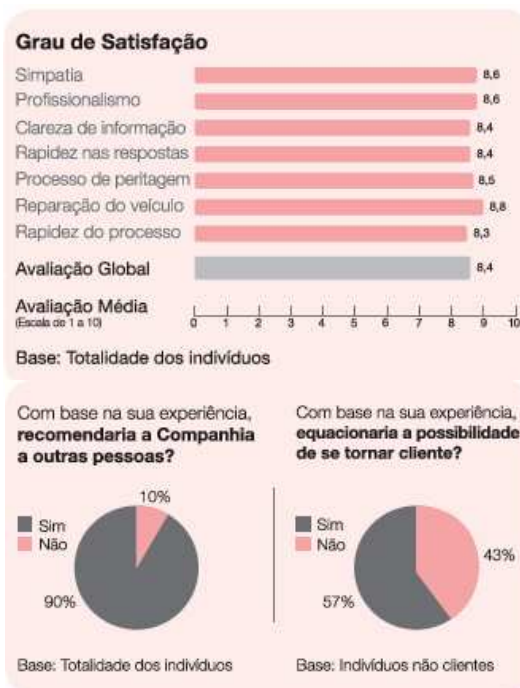 Grau de Satisfação
Simpatia 8,6
Profissionalismo 8,6
Clareza de informação 8,4
Rapidez nas respostas 8,4
Processo de peritagem 8,5
Reparação do veículo 8,8
Rapidez do processo 8,3
Avaliação Global 8,4
Avaliação Média
(Escala de 1 a 10) 0 1 2 3 4 5 6 7 8 9 10
Base: Totalidade dos indivíduos
Com base na sua experiência,
recomendaria a Companhia
a outras pessoas?
10%
Sim
Não
90%
Base: Totalidade dos indivíduos
Com base na sua experiência,
equacionaria a possibilidade
de se tornar cliente?
Sim
Não
43%
57%
Base: Indivíduos não clientes